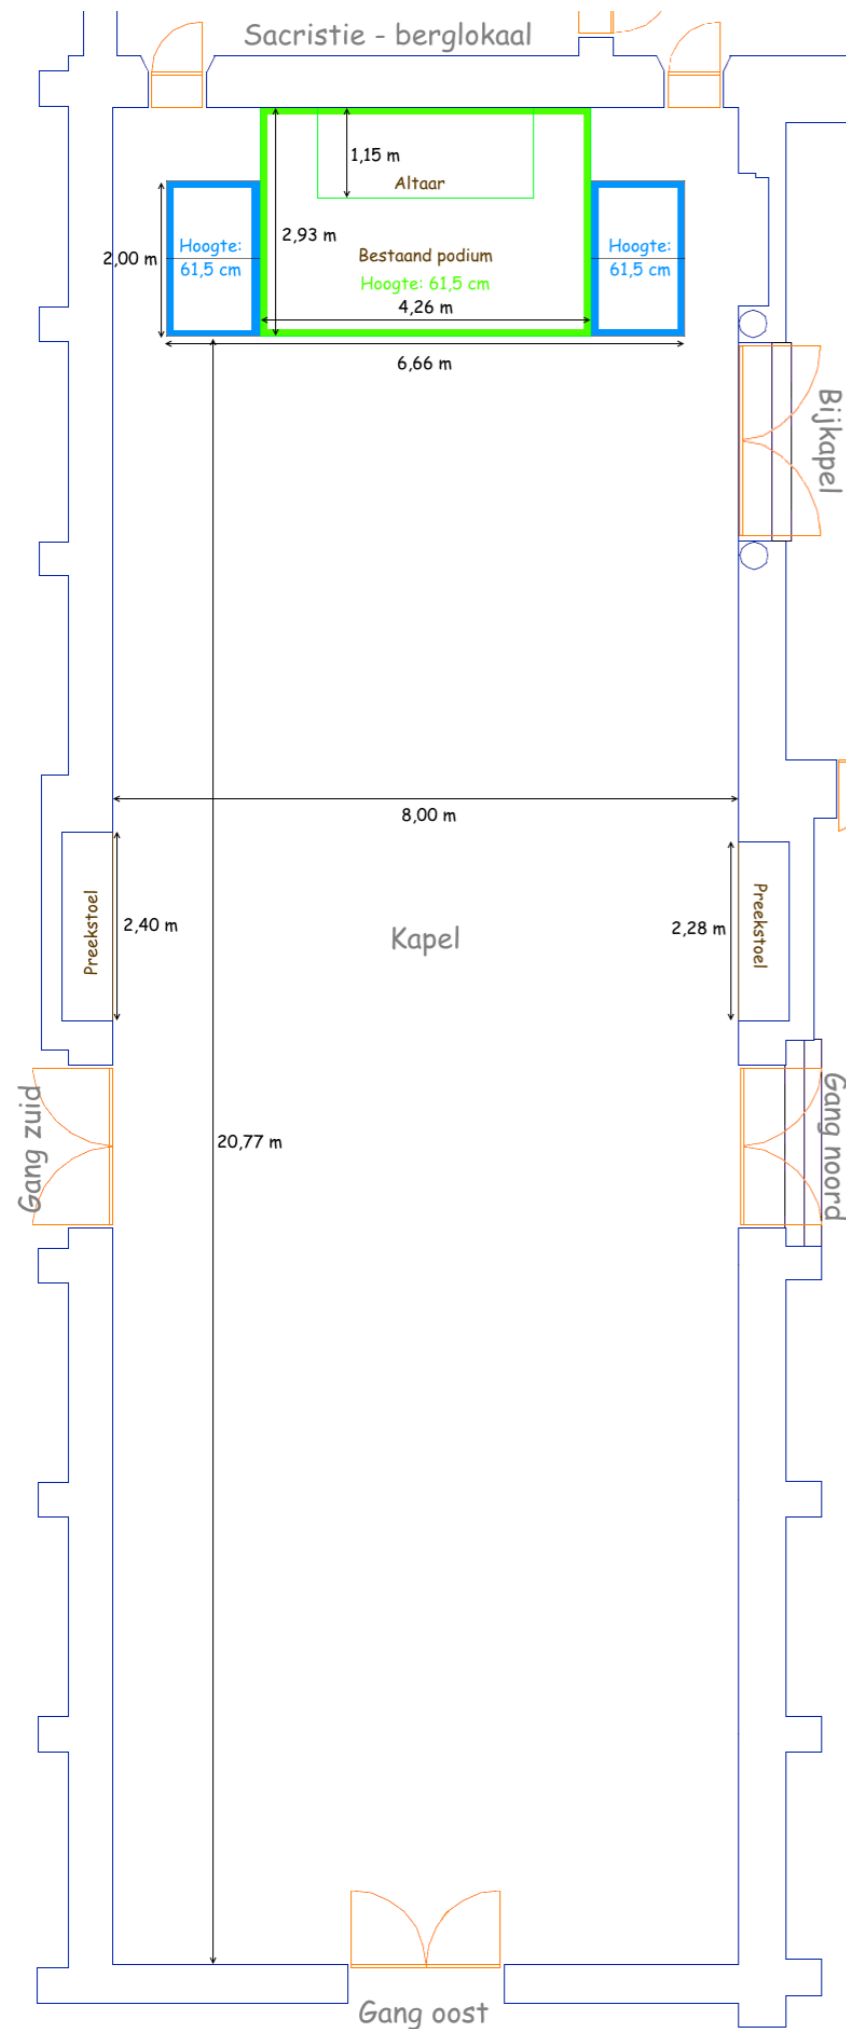 Sacristie - berglokaal
1,15 m
Altaar
2,93 m
Hoogte:
61,5 cm
2,00 m
Bestaand podium
Hoogte: 61,5 cm
Hoogte:
61,5 cm
4,26 m
6,66 m
Bijkapel
8,00 m
Preekstoel
2,40 m
Kapel
2,28 m
Preekstoel
Gang zuid
20,77 m
Gang noord
Gang oost